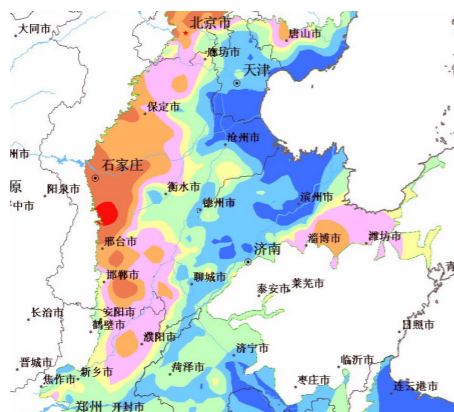 北京市
大同市
唐山市
廊坊市
天津
保定市
沧州市
州市
石家庄
原
阳泉市
中市
衡水市
德州市
滨州市
邢台市
淄博市
潍坊市
济南
青
邯郸市
聊城市
泰安市
莱芜市
长治市
安阳市
鹤壁市
濮阳市
日照市
济宁市
晋城市
新乡市
菏泽市
临沂市
焦作市
枣庄市
连云港市
郑州
开封市